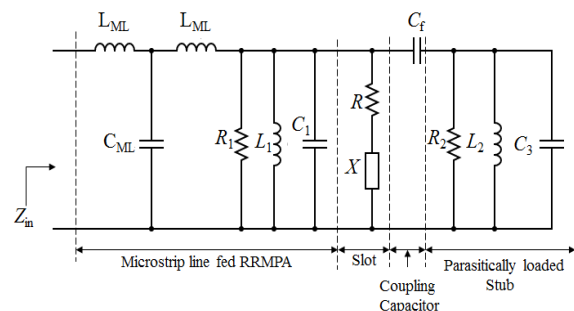 L_ML L_ML C_f
C_ML R_1 L_1 C_1 R X R_2 L_2 C_3
Z_in
Microstrip line fed RRMPA
Slot
Coupling
Capacitor
Parasitically loaded
Stub